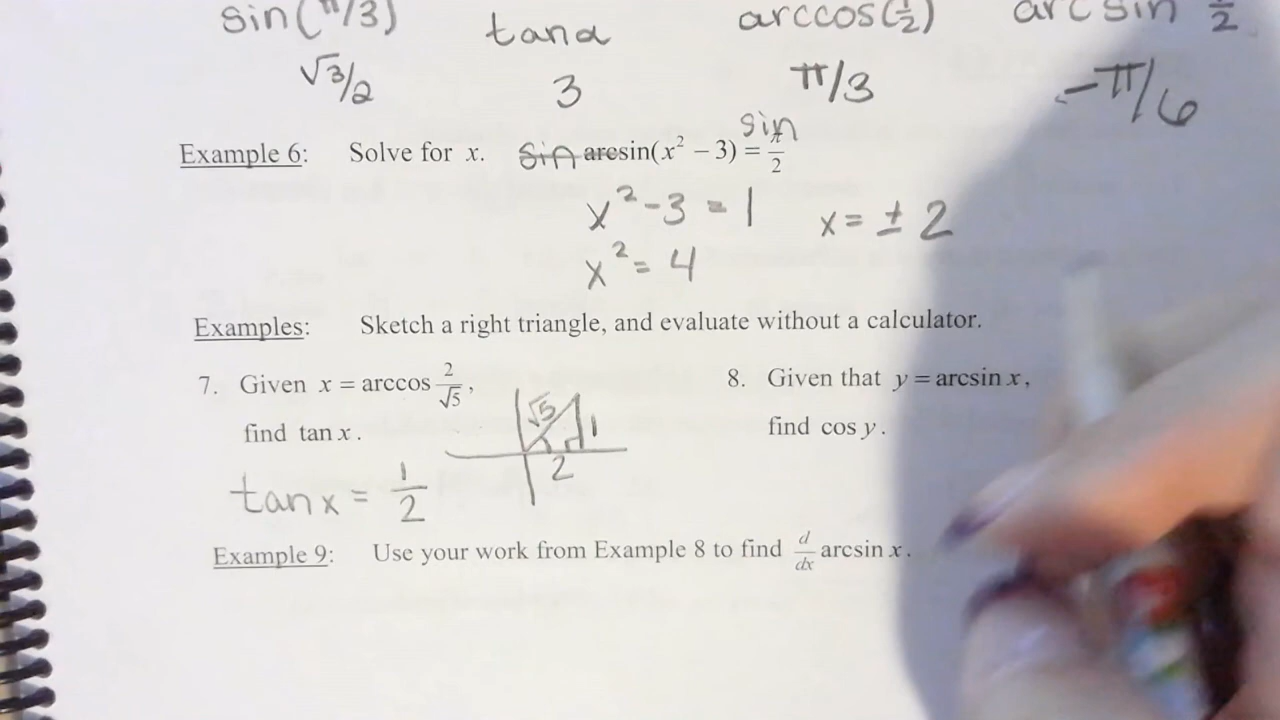 sin(π/3) tan α arccos(½) arcsin
√3/2 3 π/3 -π/6
Example 6: Solve for x. sin arcsin(x² – 3) = sin π/2
x² - 3 = 1 x = ± 2
x² = 4
Examples: Sketch a right triangle, and evaluate without a calculator.
7. Given x = arccos 2/√5, 8. Given that y = arcsin x,
find tan x. find cos y.
√5 1
2
tan x = 1/2
Example 9: Use your work from Example 8 to find d/dx arcsin x.